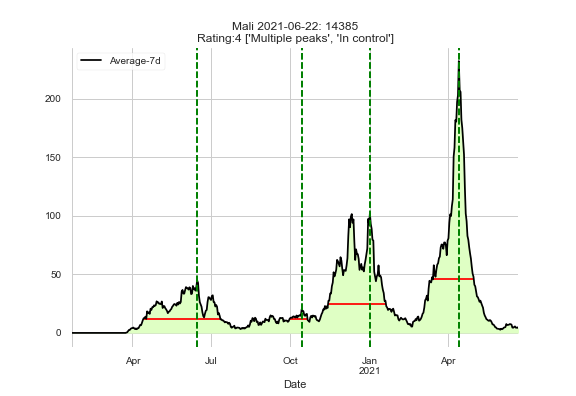 Mali 2021-06-22: 14385
Rating:4 ['Multiple peaks', 'In control']
Average-7d
200
150
100
50
0
Apr
Jul
Oct
Jan
2021
Apr
Date